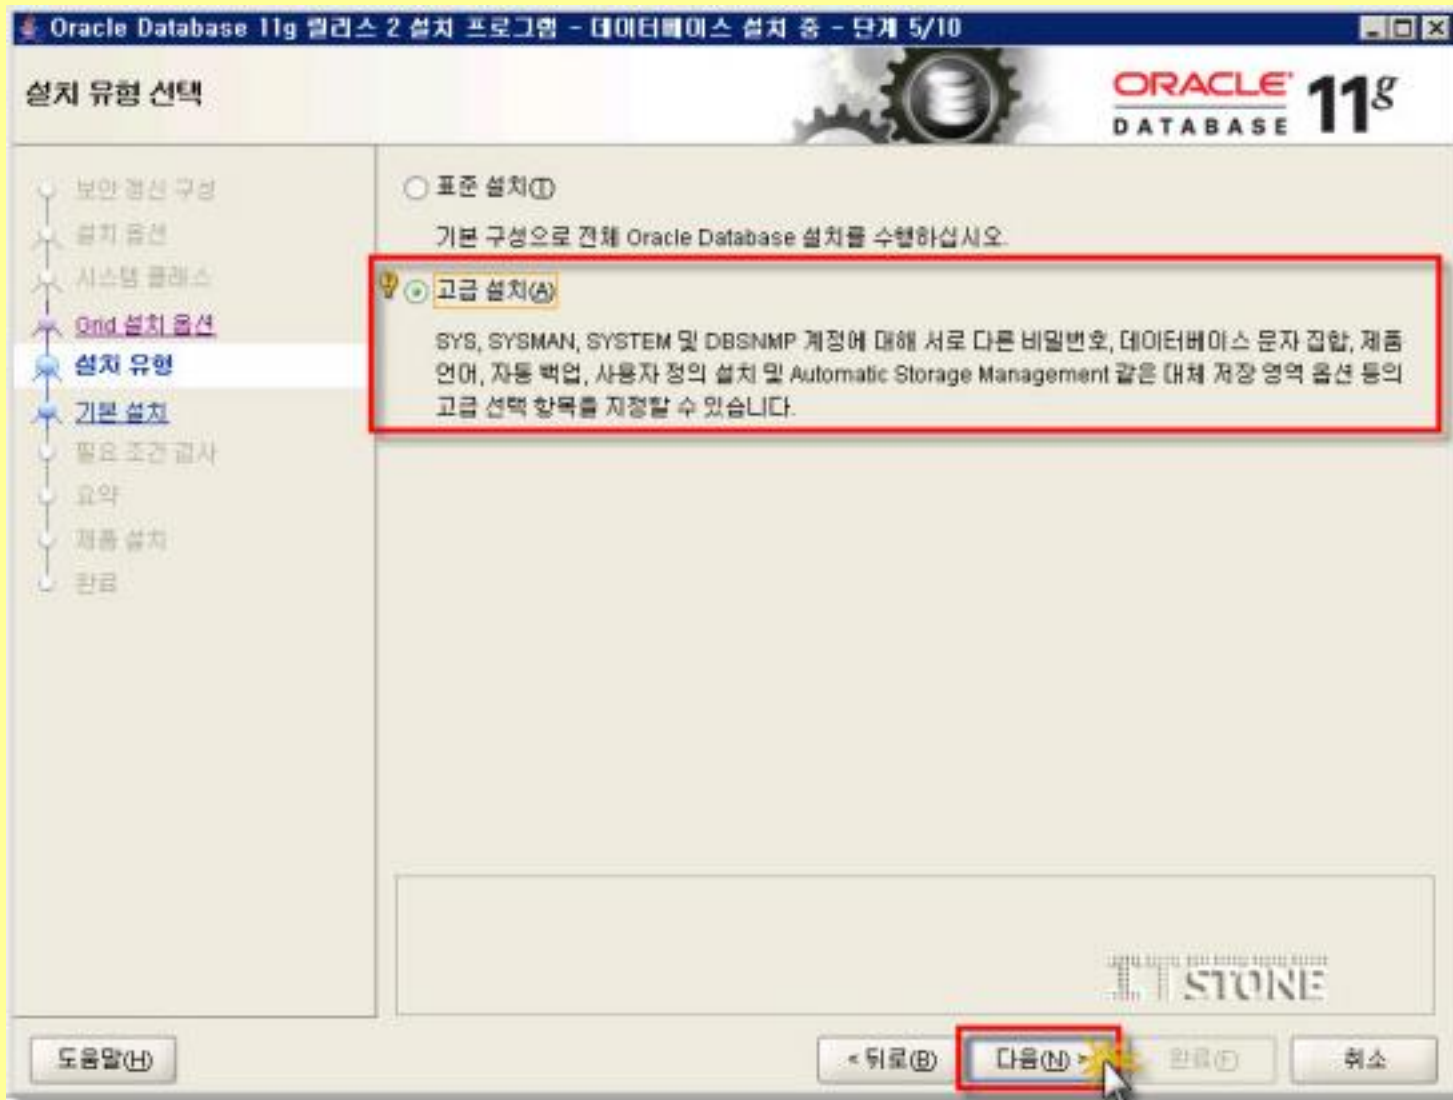 Oracle Database 11g 릴리스 2 설치 프로그램 - 데이터베이스 설치 중 - 단계 5/10
설치 유형 선택
ORACLE
DATABASE
11g
보안 갱신 구성
설치 옵션
시스템 클래스
Grid 설치 옵션
설치 유형
기본 설치
필요 조건 검사
요약
제품 설치
완료
표준 설치(T)
기본 구성으로 전체 Oracle Database 설치를 수행하십시오.
고급 설치(A)
SYS, SYSMAN, SYSTEM 및 DBSNMP 계정에 대해 서로 다른 비밀번호, 데이터베이스 문자 집합, 제품
언어, 자동 백업, 사용자 정의 설치 및 Automatic Storage Management 같은 대체 저장 영역 옵션 등의
고급 선택 항목을 지정할 수 있습니다.
IT STONE
도움말(H)
< 뒤로(B)
다음(N) >
완료(F)
취소